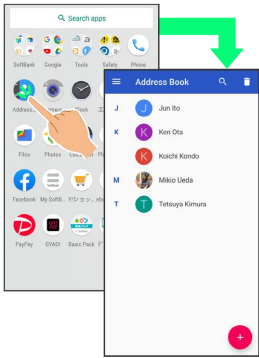 Search apps
SoftBank Google Tools Safety Phone
Address...
Clock
Files Photos
Facebook My SoftB...
PayPay GYAO! Basic Pack
Address Book
J
J Jun Ito
K
K Ken Ota
K Koichi Kondo
M
Mikio Ueda
T
T Tetsuya Kimura
+